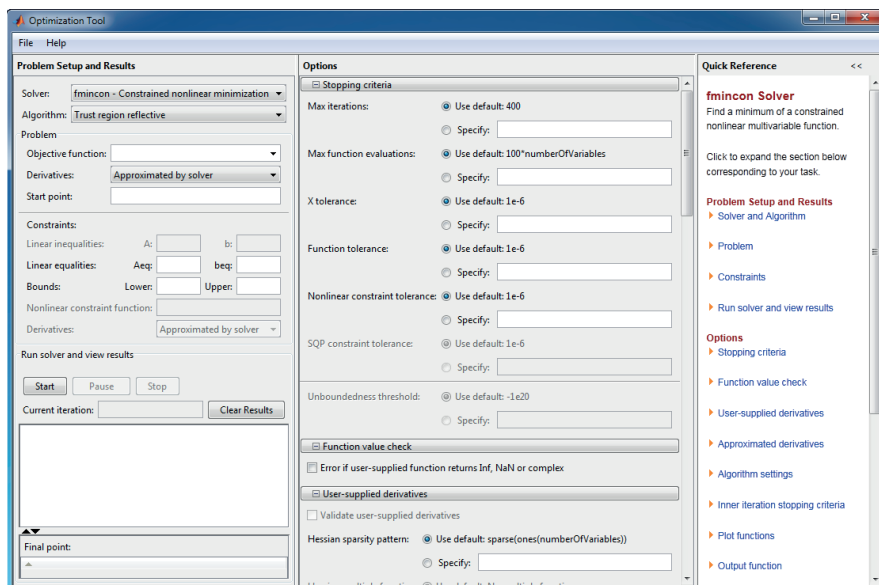 Optimization Tool
File Help
Problem Setup and Results
Solver: fmincon - Constrained nonlinear minimization
Algorithm: Trust region reflective
Problem
Objective function:
Derivatives: Approximated by solver
Start point:
Constraints:
Linear inequalities: A: b:
Linear equalities: Aeq: beq:
Bounds: Lower: Upper:
Nonlinear constraint function:
Derivatives: Approximated by solver
Run solver and view results
Start Pause Stop
Current iteration: Clear Results
Final point:
Options
Stopping criteria
Max iterations: Use default: 400
Specify:
Max function evaluations: Use default: 100*numberOfVariables
Specify:
X tolerance: Use default: 1e-6
Specify:
Function tolerance: Use default: 1e-6
Specify:
Nonlinear constraint tolerance: Use default: 1e-6
Specify:
SQP constraint tolerance: Use default: 1e-6
Specify:
Unboundedness threshold: Use default: -1e20
Specify:
Function value check
Error if user-supplied function returns Inf, NaN or complex
User-supplied derivatives
Validate user-supplied derivatives
Hessian sparsity pattern: Use default: sparse(ones(numberOfVariables))
Specify:
Quick Reference <<
fmincon Solver
Find a minimum of a constrained
nonlinear multivariable function.
Click to expand the section below
corresponding to your task.
Problem Setup and Results
Solver and Algorithm
Problem
Constraints
Run solver and view results
Options
Stopping criteria
Function value check
User-supplied derivatives
Approximated derivatives
Algorithm settings
Inner iteration stopping criteria
Plot functions
Output function